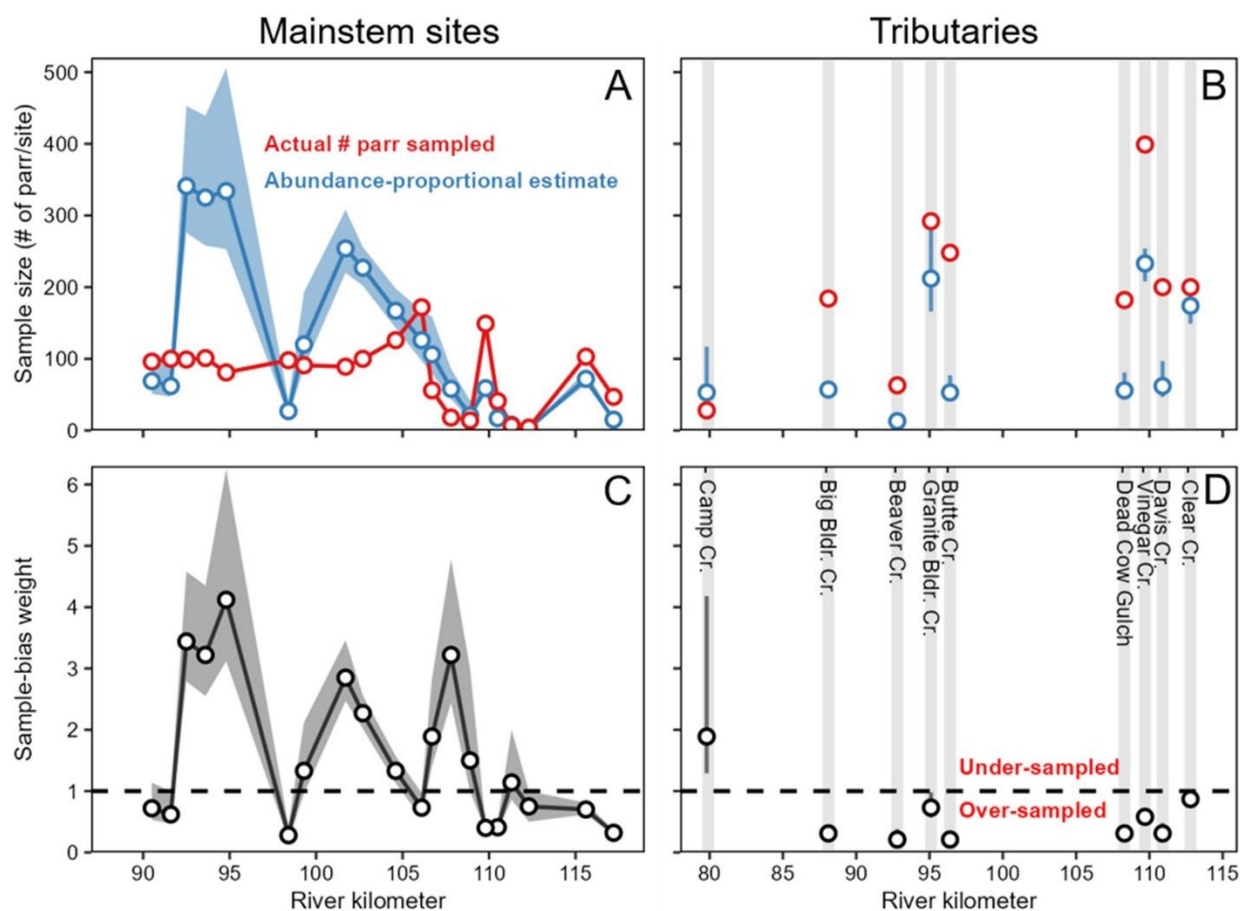 Mainstem sites
Tributaries
A
B
Sample size (# of parr/site)
500
400
300
200
100
0
Actual # parr sampled
Abundance-proportional estimate
C
D
Sample-bias weight
6
5
4
3
2
1
0
90
95
100
105
110
115
River kilometer
Camp Cr.
Big Bldr. Cr.
Beaver Cr.
Granite Bldr. Cr.
Butte Cr.
Dead Cow Gulch
Vinegar Cr.
Davis Cr.
Clear Cr.
Under-sampled
Over-sampled
80
85
90
95
100
105
110
115
River kilometer